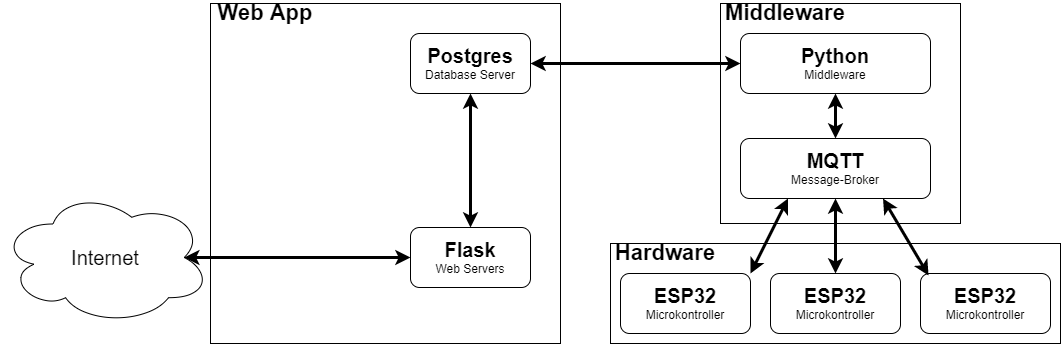 Web App
Postgres
Database Server
Flask
Web Servers
Internet
Middleware
Python
Middleware
MQTT
Message-Broker
Hardware
ESP32
Microkontroller
ESP32
Microkontroller
ESP32
Microkontroller